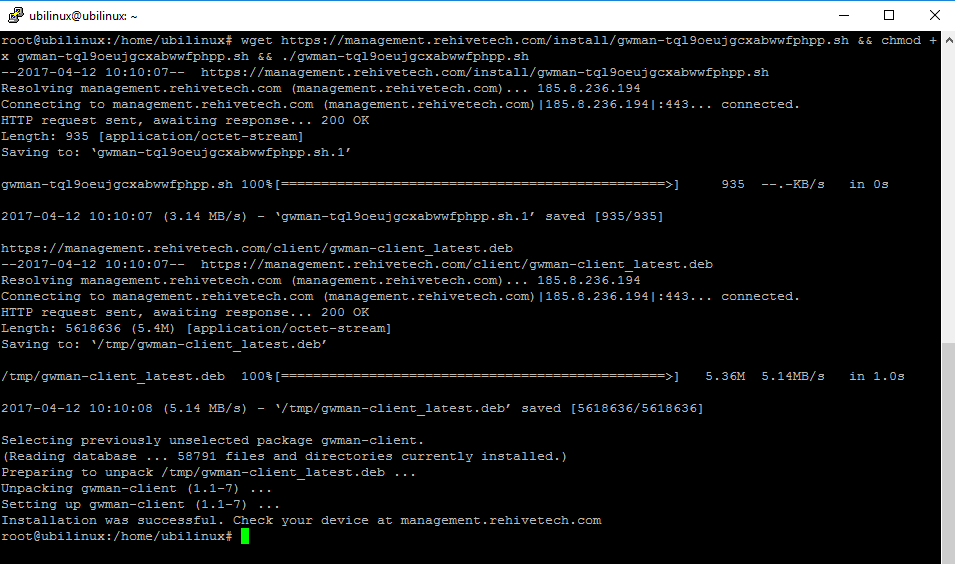 ubilinux@ubilinux: ~
root@ubilinux:/home/ubilinux# wget https://management.rehivetech.com/install/gwman-tql9oeujgcxabwwfphpp.sh && chmod +
x gwman-tql9oeujgcxabwwfphpp.sh && ./gwman-tql9oeujgcxabwwfphpp.sh
--2017-04-12 10:10:07--  https://management.rehivetech.com/install/gwman-tql9oeujgcxabwwfphpp.sh
Resolving management.rehivetech.com (management.rehivetech.com)... 185.8.236.194
Connecting to management.rehivetech.com (management.rehivetech.com)|185.8.236.194|:443... connected.
HTTP request sent, awaiting response... 200 OK
Length: 935 [application/octet-stream]
Saving to: ‘gwman-tql9oeujgcxabwwfphpp.sh.1’
gwman-tql9oeujgcxabwwfphpp.sh 100%[================================================>]     935  --.-KB/s   in 0s
2017-04-12 10:10:07 (3.14 MB/s) - ‘gwman-tql9oeujgcxabwwfphpp.sh.1’ saved [935/935]
https://management.rehivetech.com/client/gwman-client_latest.deb
--2017-04-12 10:10:07--  https://management.rehivetech.com/client/gwman-client_latest.deb
Resolving management.rehivetech.com (management.rehivetech.com)... 185.8.236.194
Connecting to management.rehivetech.com (management.rehivetech.com)|185.8.236.194|:443... connected.
HTTP request sent, awaiting response... 200 OK
Length: 5618636 (5.4M) [application/octet-stream]
Saving to: ‘/tmp/gwman-client_latest.deb’
/tmp/gwman-client_latest.deb  100%[================================================>]   5.36M  5.14MB/s   in 1.0s
2017-04-12 10:10:08 (5.14 MB/s) - ‘/tmp/gwman-client_latest.deb’ saved [5618636/5618636]
Selecting previously unselected package gwman-client.
(Reading database ... 58791 files and directories currently installed.)
Preparing to unpack /tmp/gwman-client_latest.deb ...
Unpacking gwman-client (1.1-7) ...
Setting up gwman-client (1.1-7) ...
Installation was successful. Check your device at management.rehivetech.com
root@ubilinux:/home/ubilinux#